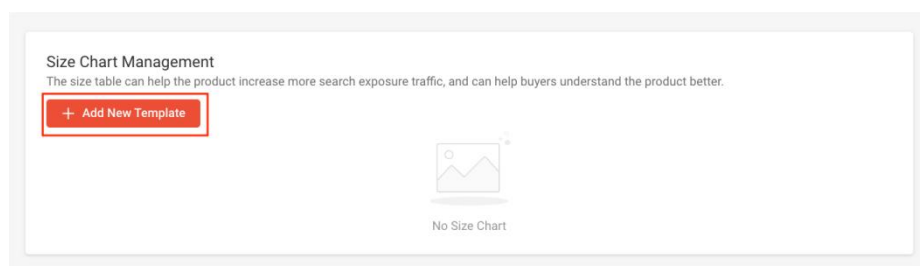 Size Chart Management
The size table can help the product increase more search exposure traffic, and can help buyers understand the product better.
+ Add New Template
No Size Chart